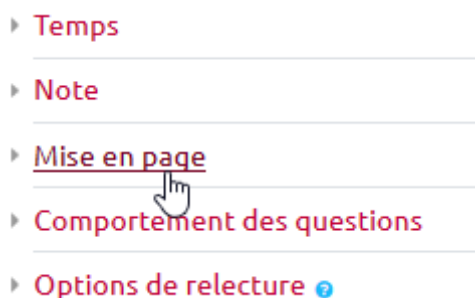 Temps
Note
Mise en page
Comportement des questions
Options de relecture ?